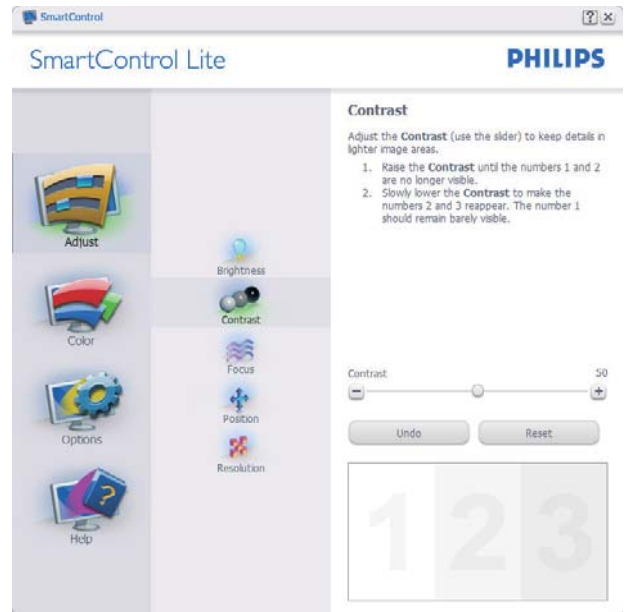 SmartControl
SmartControl Lite
PHILIPS
Adjust
Color
Options
Help
Brightness
Contrast
Focus
Position
Resolution
Contrast
Adjust the Contrast (use the slider) to keep details in
lighter image areas.
1. Raise the Contrast until the numbers 1 and 2
are no longer visible.
2. Slowly lower the Contrast to make the
numbers 2 and 3 reappear. The number 1
should remain barely visible.
Contrast 50
Undo Reset
1 2 3